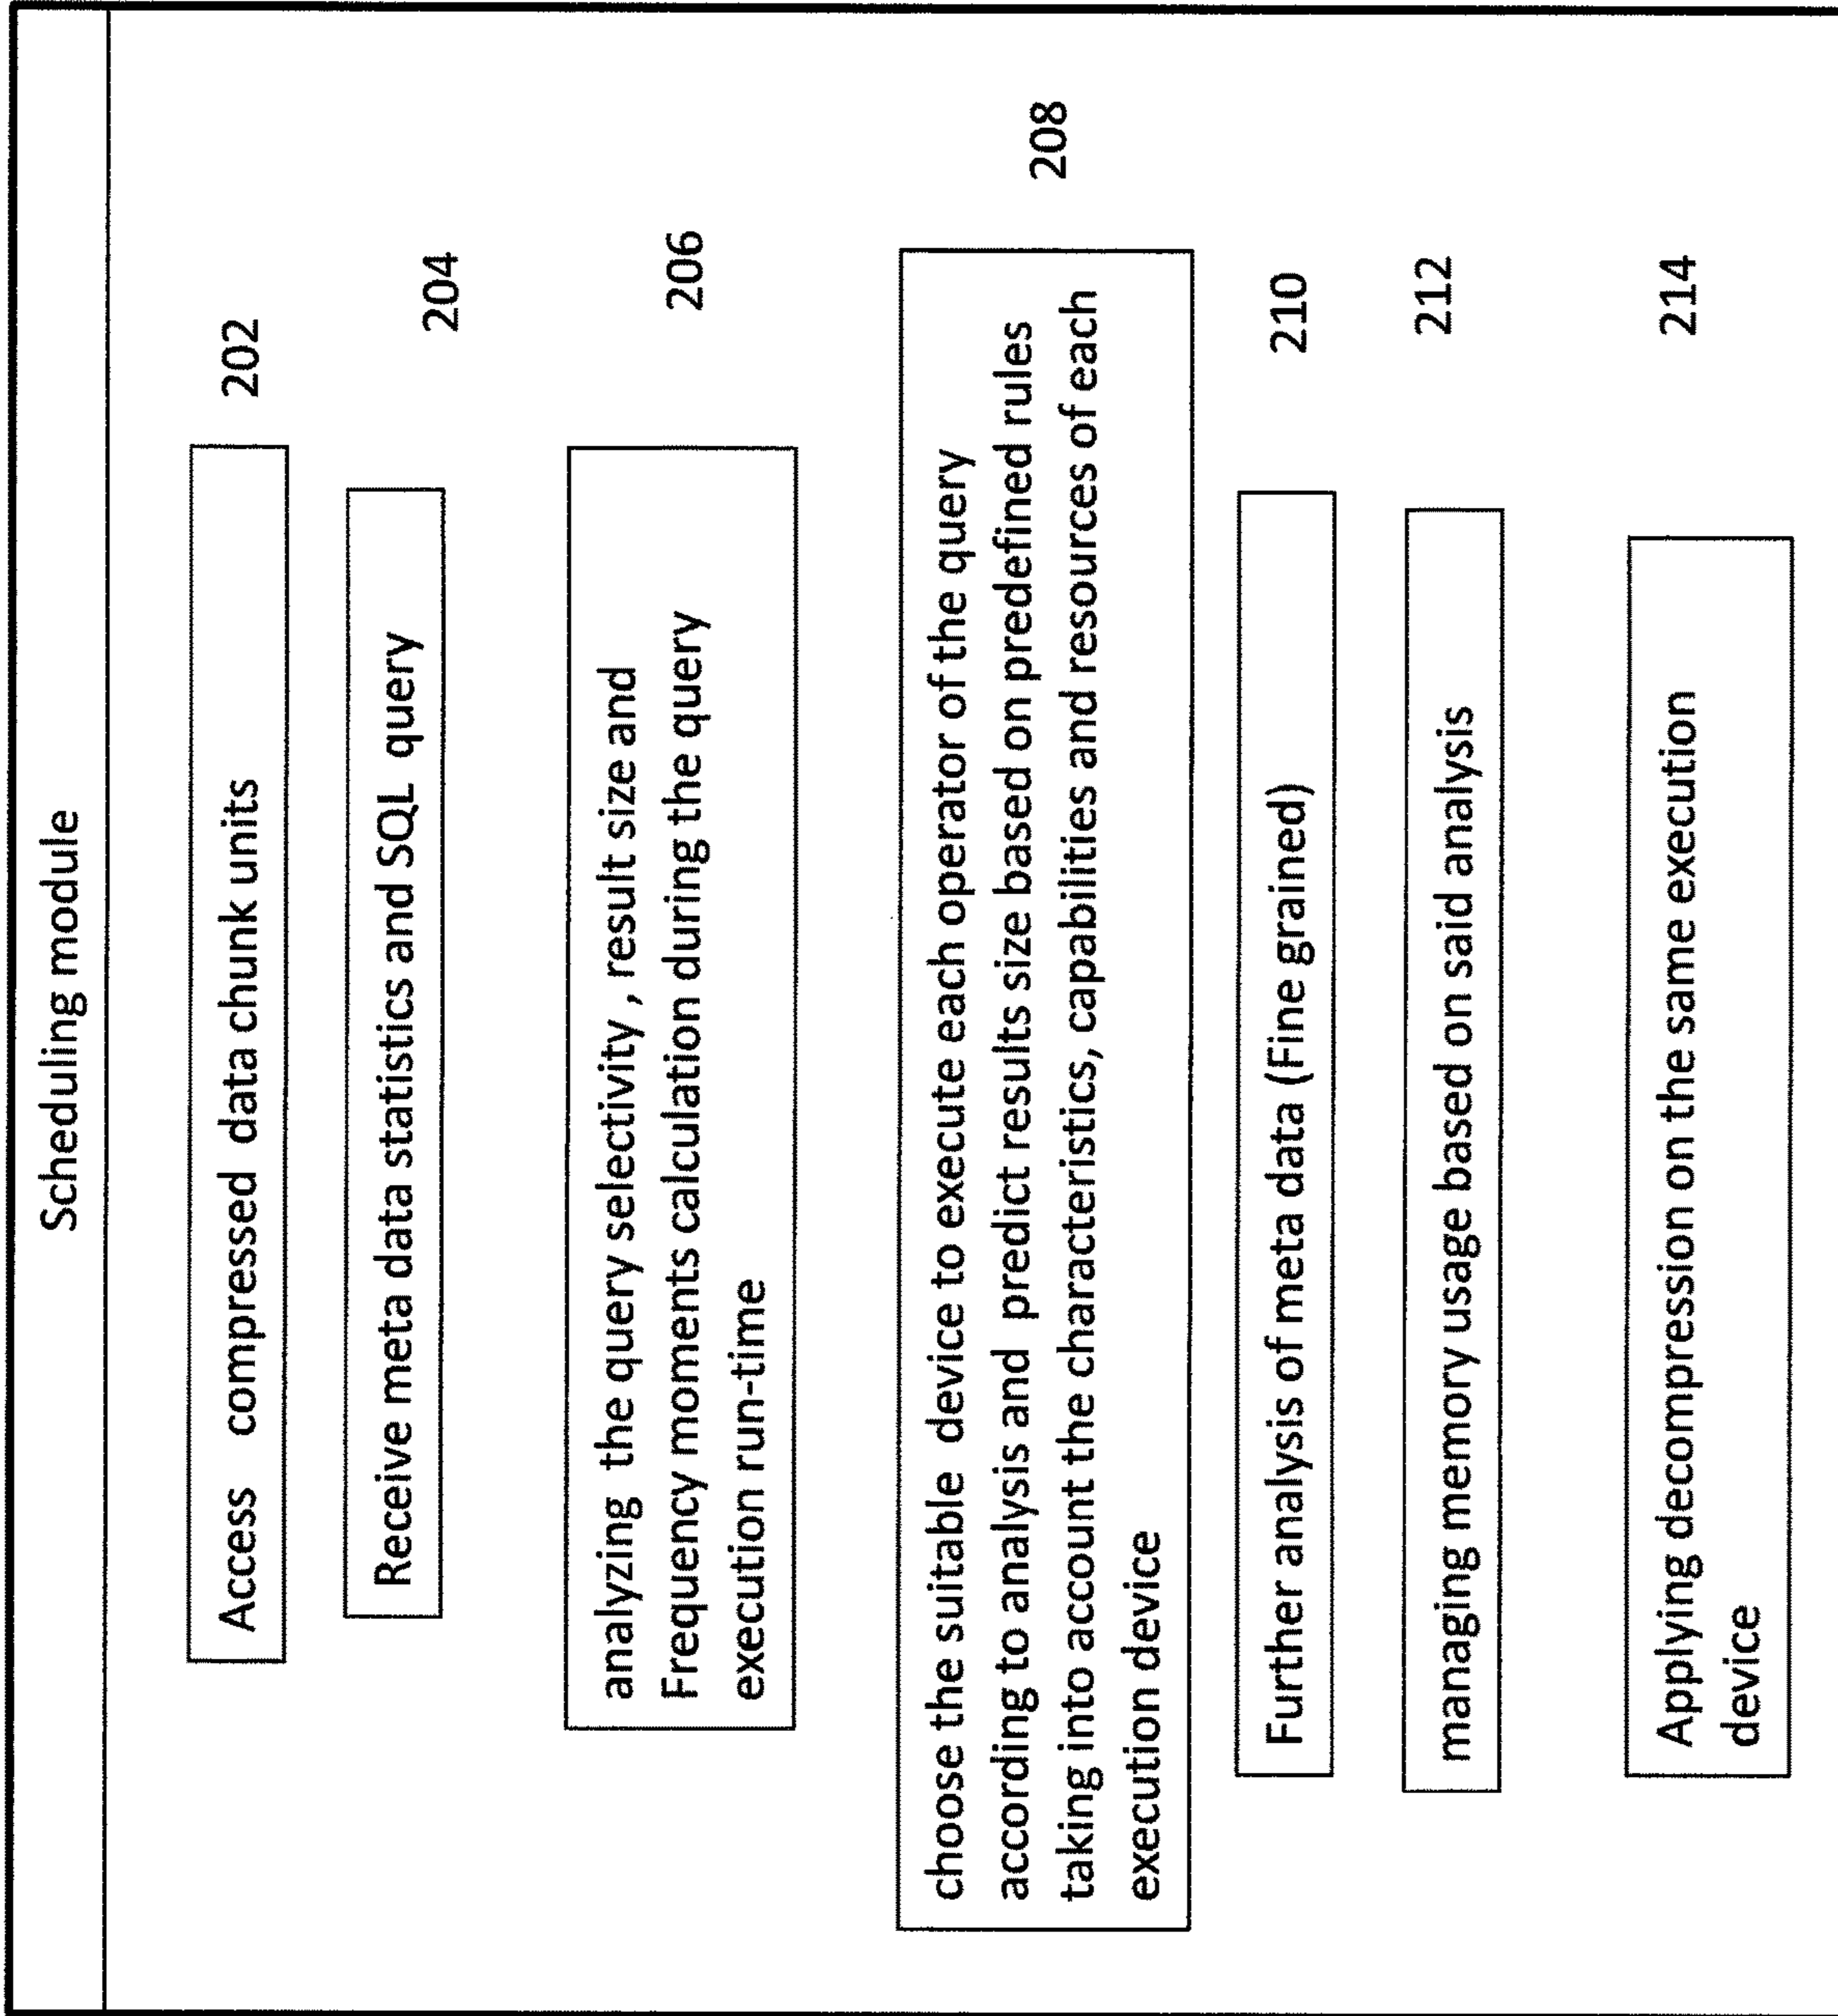 Scheduling module
Access compressed data chunk units
202
Receive meta data statistics and SQL query
204
analyzing the query selectivity , result size and
Frequency moments calculation during the query
execution run-time
206
choose the suitable device to execute each operator of the query
according to analysis and predict results size based on predefined rules
taking into account the characteristics, capabilities and resources of each
execution device
208
Further analysis of meta data (Fine grained)
210
managing memory usage based on said analysis
212
Applying decompression on the same execution
device
214